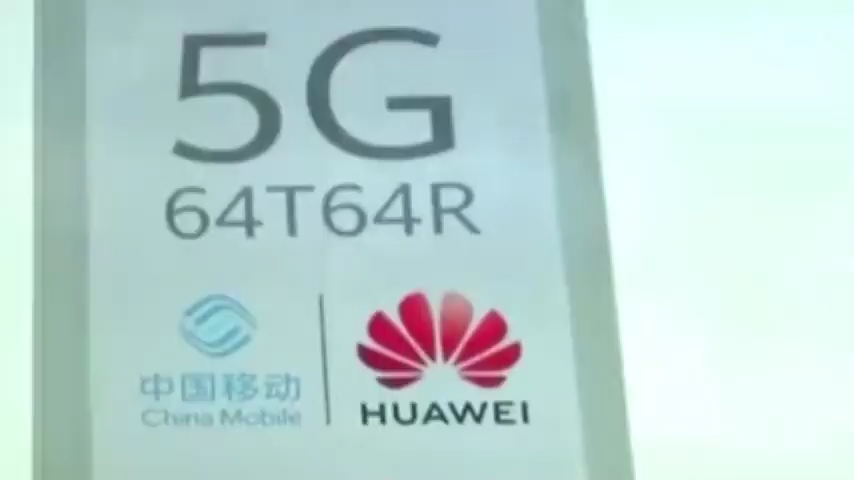 5G
64T64R
中国移动
China Mobile
HUAWEI